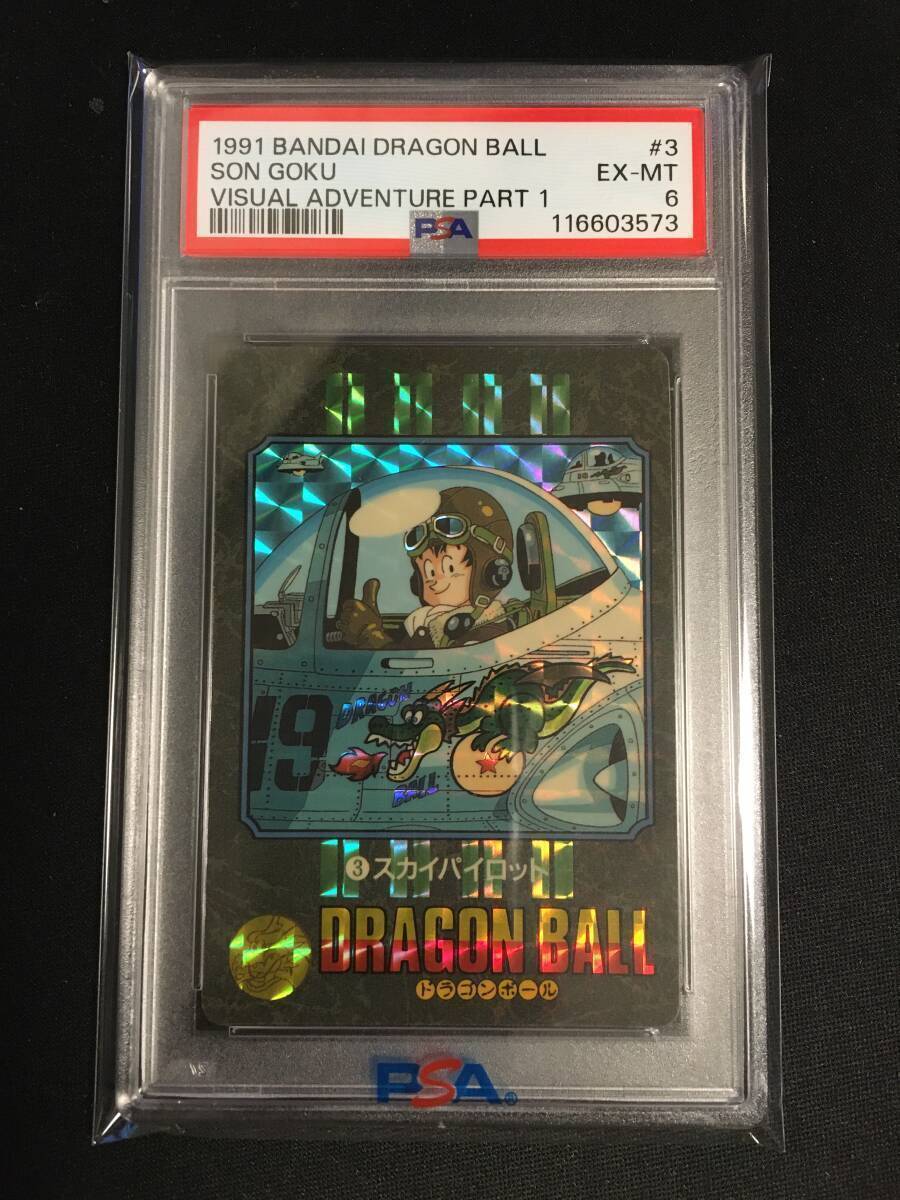 1991 BANDAI DRAGON BALL #3
SON GOKU EX-MT
VISUAL ADVENTURE PART 1 6
PSA 116603573
19
DRAGON
BALL
3 スカイパイロット
DRAGON BALL
ドラゴンボール
PSA®